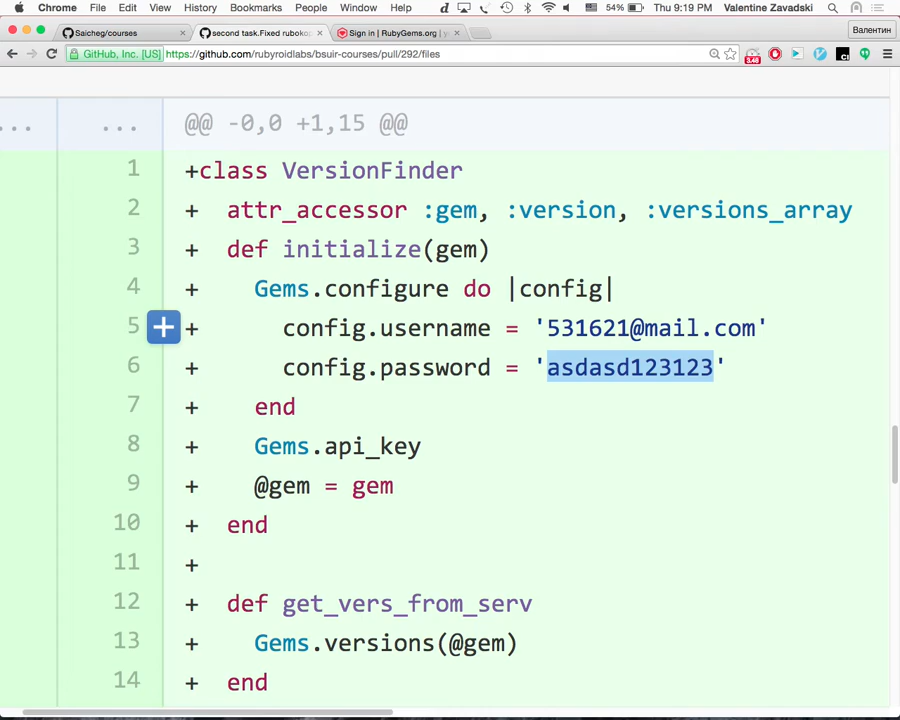 Chrome File Edit View History Bookmarks People Window Help 54% Thu 9:19 PM Valentine Zavadski
Saicheg/courses second task.Fixed ruboko Sign in | RubyGems.org | y Валентин
GitHub, Inc. [US] https://github.com/rubyroidlabs/bsuir-courses/pull/292/files
... ... @@ -0,0 +1,15 @@
1 +class VersionFinder
2 + attr_accessor :gem, :version, :versions_array
3 + def initialize(gem)
4 + Gems.configure do |config|
5 + config.username = '531621@mail.com'
6 + config.password = 'asdasd123123'
7 + end
8 + Gems.api_key
9 + @gem = gem
10 + end
11 +
12 + def get_vers_from_serv
13 + Gems.versions(@gem)
14 + end